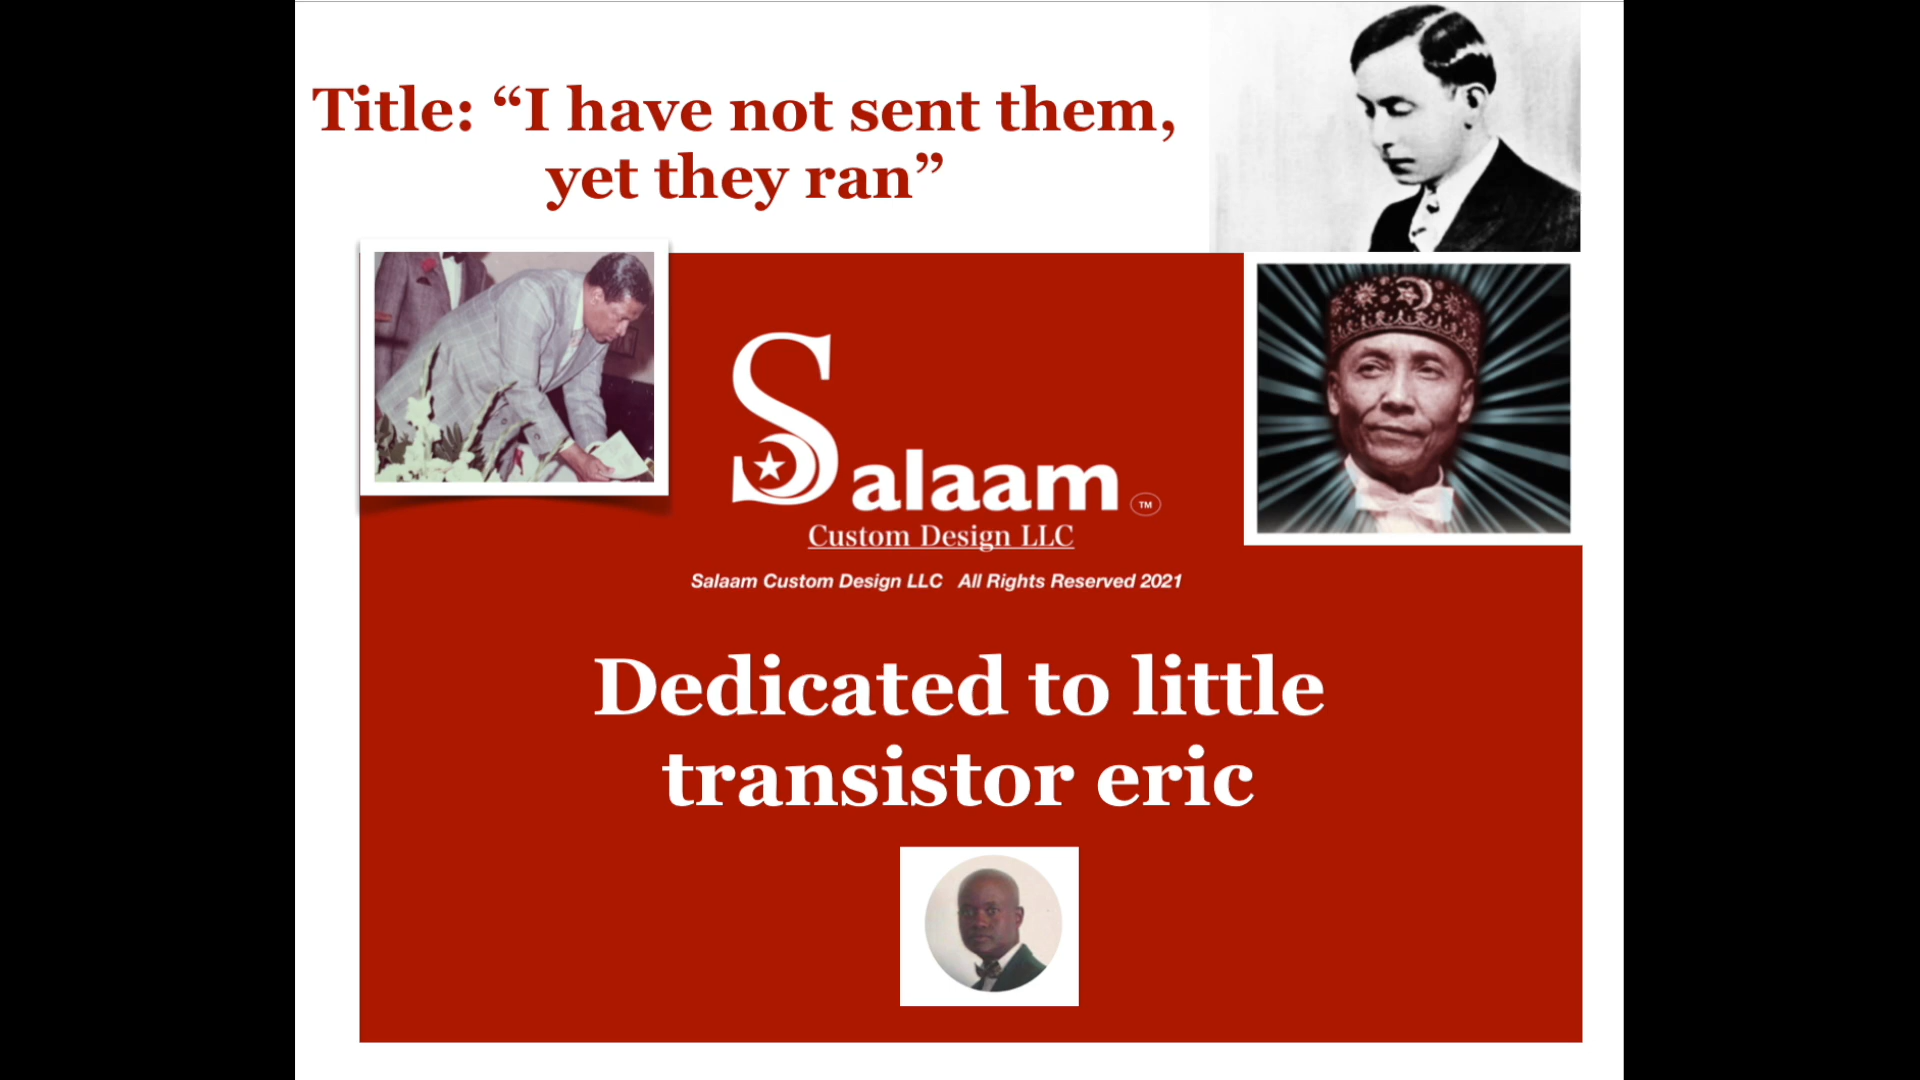 Title: “I have not sent them,
yet they ran”
Salaam TM
Custom Design LLC
Salaam Custom Design LLC All Rights Reserved 2021
Dedicated to little
transistor eric